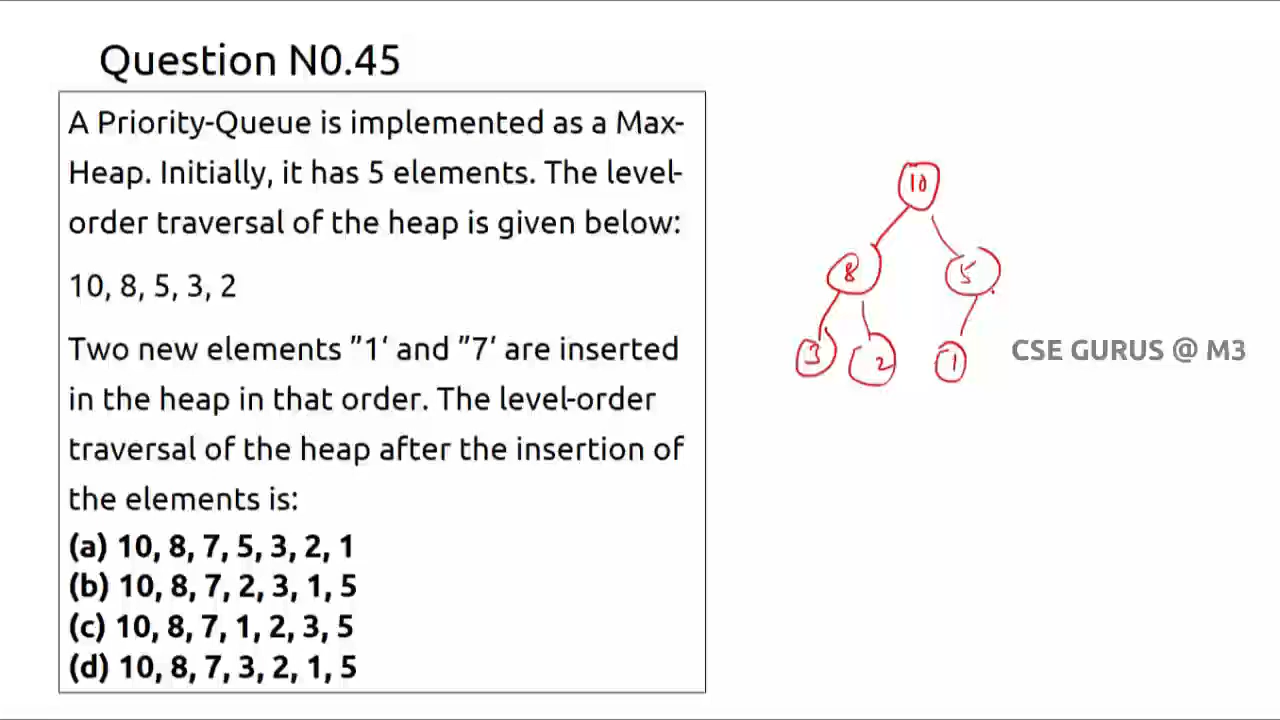 Question N0.45
A Priority-Queue is implemented as a Max-
Heap. Initially, it has 5 elements. The level-
order traversal of the heap is given below:
10, 8, 5, 3, 2
Two new elements ”1‘ and ”7‘ are inserted
in the heap in that order. The level-order
traversal of the heap after the insertion of
the elements is:
(a) 10, 8, 7, 5, 3, 2, 1
(b) 10, 8, 7, 2, 3, 1, 5
(c) 10, 8, 7, 1, 2, 3, 5
(d) 10, 8, 7, 3, 2, 1, 5
10
8 5
3 2 1
CSE GURUS @ M3